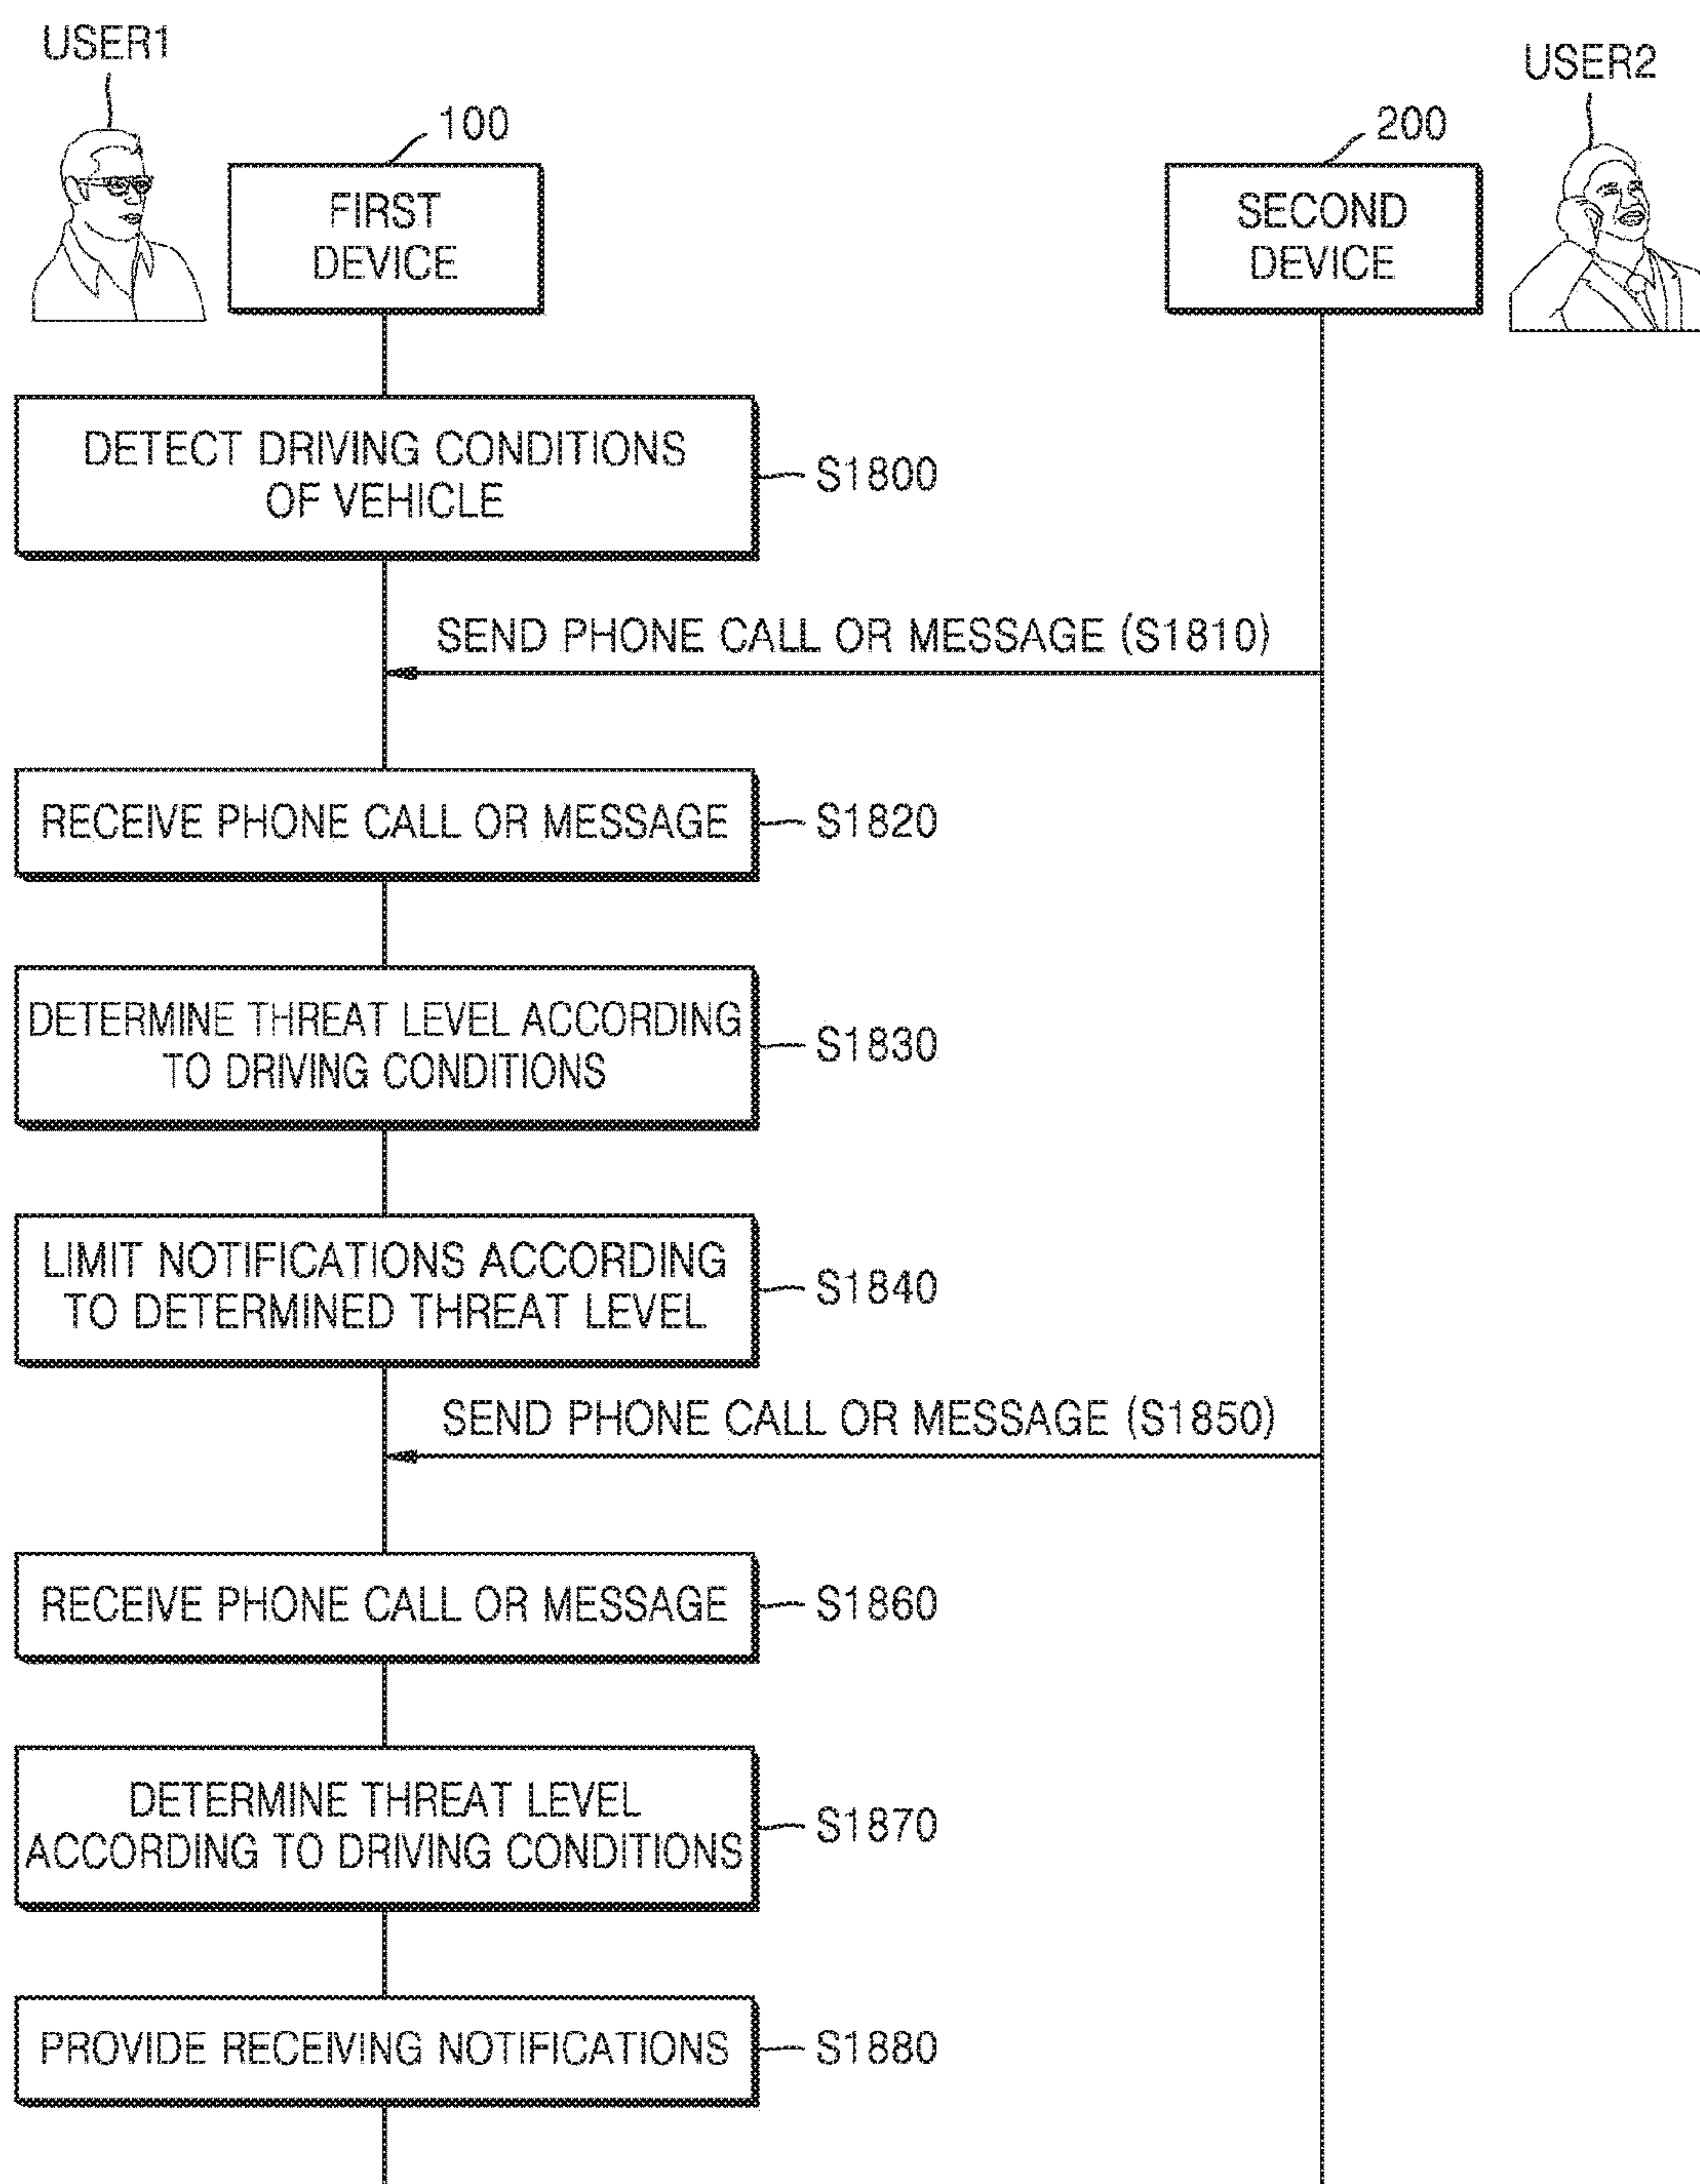 USER1
USER2
100
200
FIRST
DEVICE
SECOND
DEVICE
DETECT DRIVING CONDITIONS
OF VEHICLE
S1800
SEND PHONE CALL OR MESSAGE (S1810)
RECEIVE PHONE CALL OR MESSAGE
S1820
DETERMINE THREAT LEVEL ACCORDING
TO DRIVING CONDITIONS
S1830
LIMIT NOTIFICATIONS ACCORDING
TO DETERMINED THREAT LEVEL
S1840
SEND PHONE CALL OR MESSAGE (S1850)
RECEIVE PHONE CALL OR MESSAGE
S1860
DETERMINE THREAT LEVEL
ACCORDING TO DRIVING CONDITIONS
S1870
PROVIDE RECEIVING NOTIFICATIONS
S1880